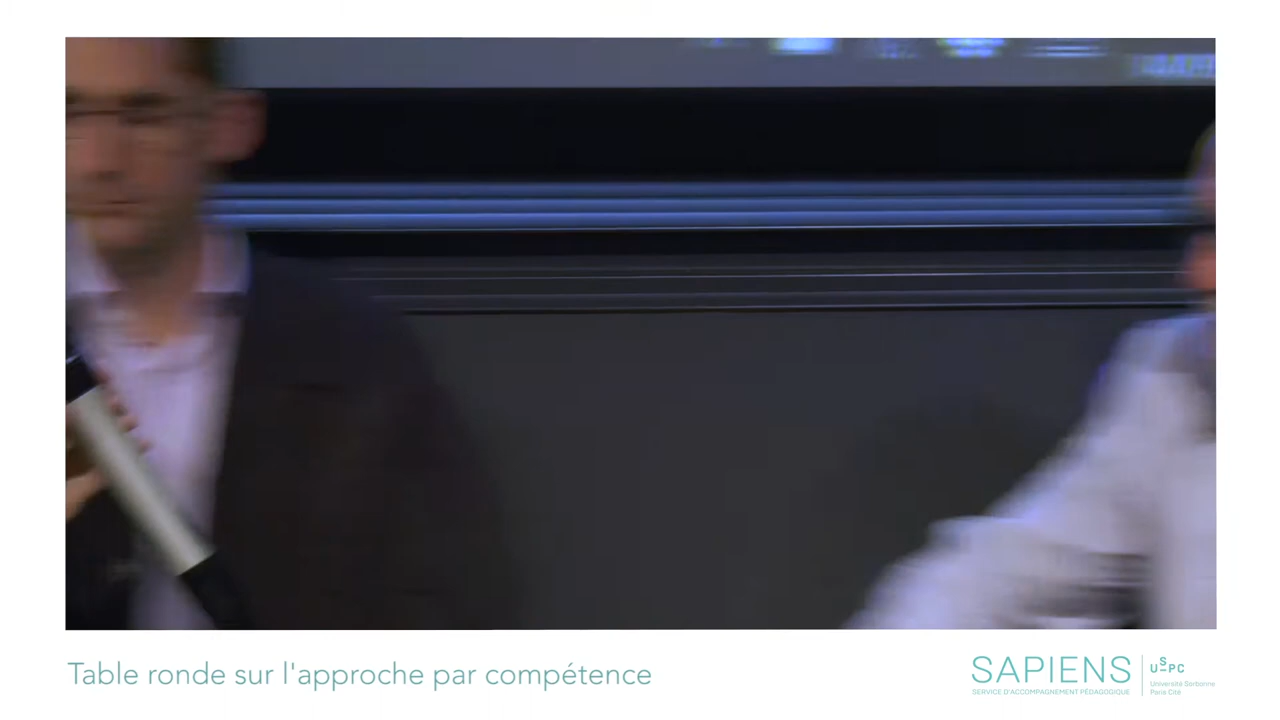 Table ronde sur l'approche par compétence
SAPIENS
SERVICE D'ACCOMPAGNEMENT PÉDAGOGIQUE
USPC
Université Sorbonne
Paris Cité